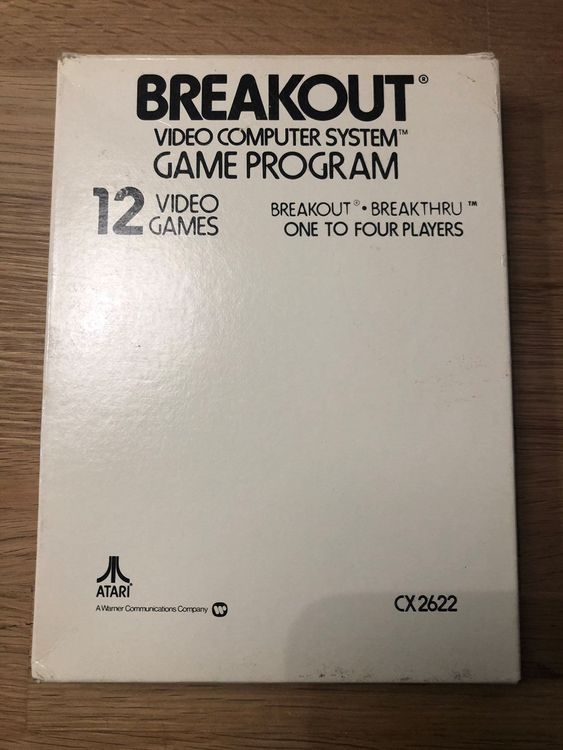 BREAKOUT®
VIDEO COMPUTER SYSTEM™
GAME PROGRAM
12 VIDEO GAMES
BREAKOUT® • BREAKTHRU™
ONE TO FOUR PLAYERS
ATARI®
A Warner Communications Company
CX2622